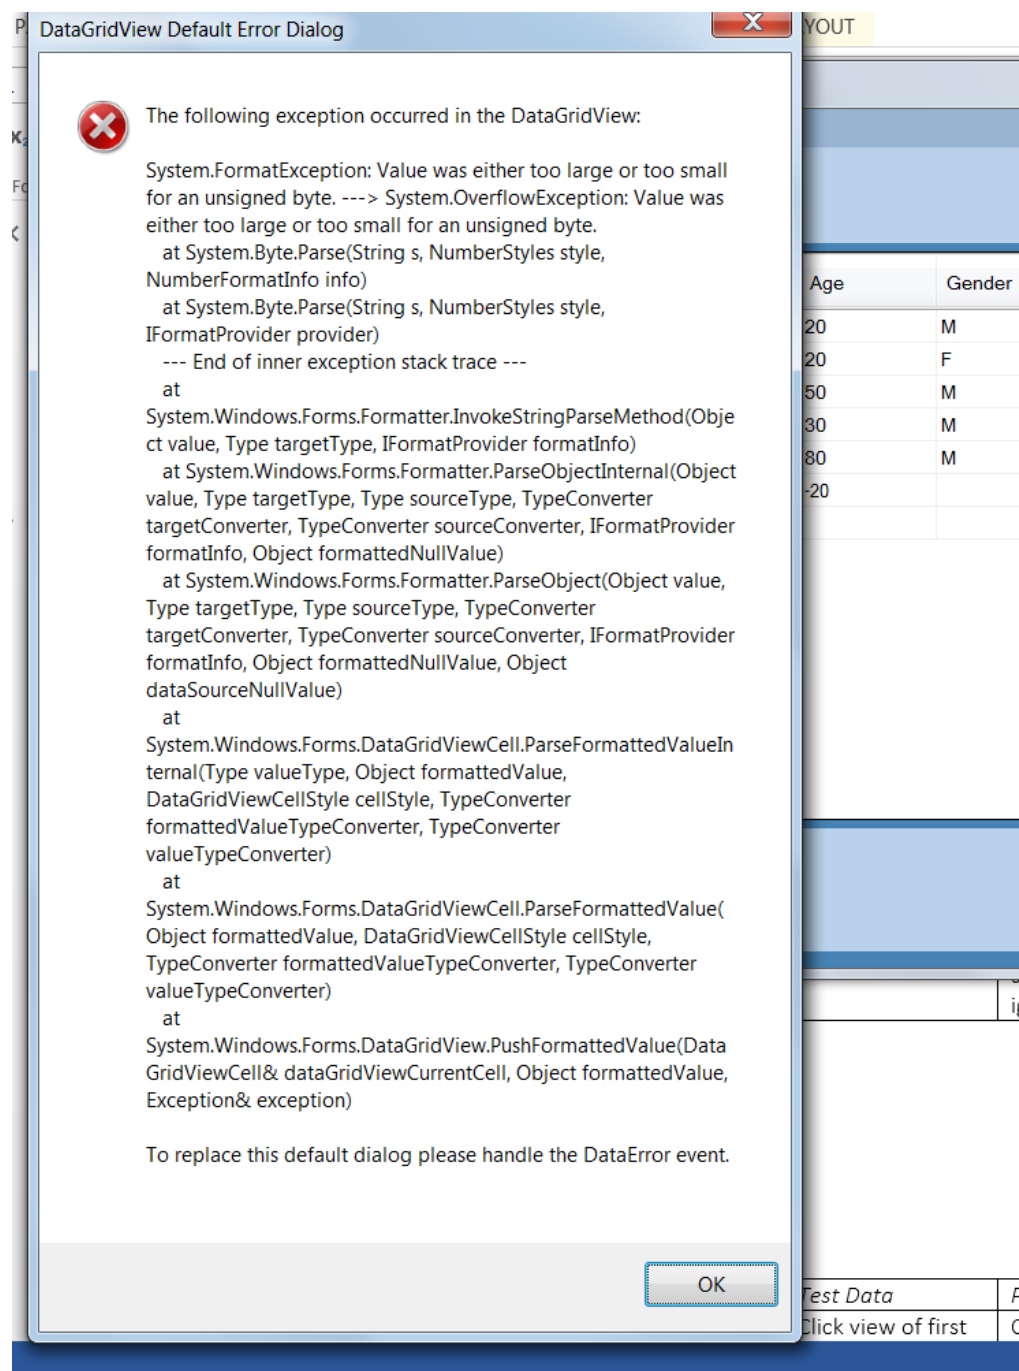 DataGridView Default Error Dialog
YOUT
The following exception occurred in the DataGridView:
System.FormatException: Value was either too large or too small
for an unsigned byte. ---> System.OverflowException: Value was
either too large or too small for an unsigned byte.
at System.Byte.Parse(String s, NumberStyles style,
NumberFormatInfo info)
at System.Byte.Parse(String s, NumberStyles style,
IFormatProvider provider)
--- End of inner exception stack trace ---
at
System.Windows.Forms.Formatter.InvokeStringParseMethod(Obje
ct value, Type targetType, IFormatProvider formatInfo)
at System.Windows.Forms.Formatter.ParseObjectInternal(Object
value, Type targetType, Type sourceType, TypeConverter
targetConverter, TypeConverter sourceConverter, IFormatProvider
formatInfo, Object formattedNullValue)
at System.Windows.Forms.Formatter.ParseObject(Object value,
Type targetType, Type sourceType, TypeConverter
targetConverter, TypeConverter sourceConverter, IFormatProvider
formatInfo, Object formattedNullValue, Object
dataSourceNullValue)
at
System.Windows.Forms.DataGridViewCell.ParseFormattedValueIn
ternal(Type valueType, Object formattedValue,
DataGridViewCellStyle cellStyle, TypeConverter
formattedValueTypeConverter, TypeConverter
valueTypeConverter)
at
System.Windows.Forms.DataGridViewCell.ParseFormattedValue(
Object formattedValue, DataGridViewCellStyle cellStyle,
TypeConverter formattedValueTypeConverter, TypeConverter
valueTypeConverter)
at
System.Windows.Forms.DataGridView.PushFormattedValue(Data
GridViewCell& dataGridViewCurrentCell, Object formattedValue,
Exception& exception)
To replace this default dialog please handle the DataError event.
OK
Age Gender
20 M
20 F
50 M
30 M
80 M
-20
Test Data
Click view of first